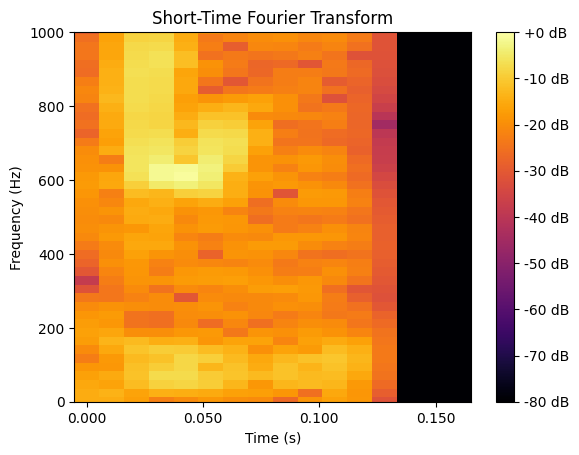 Short-Time Fourier Transform
1000
800
600
400
200
0
Frequency (Hz)
0.000
0.050
0.100
0.150
Time (s)
+0 dB
-10 dB
-20 dB
-30 dB
-40 dB
-50 dB
-60 dB
-70 dB
-80 dB